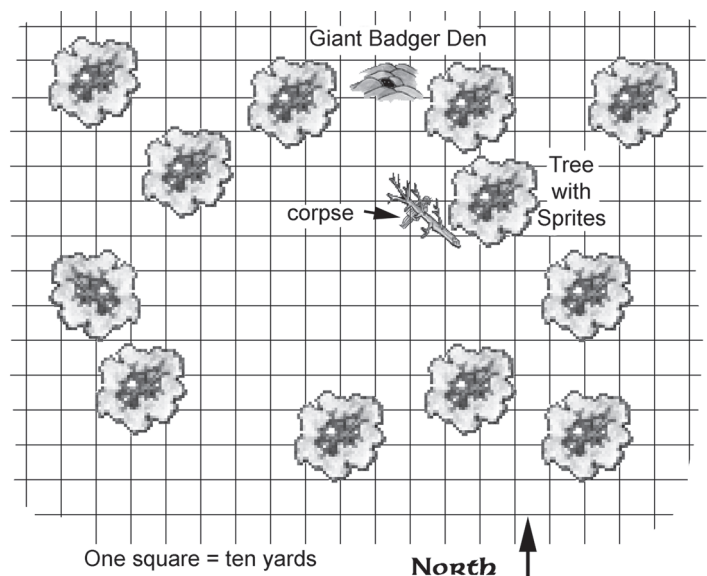 Giant Badger Den
Tree
with
Sprites
corpse
One square = ten yards
North